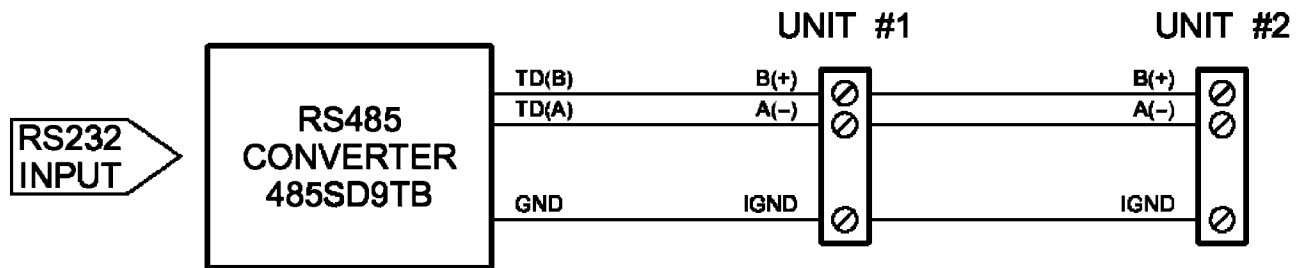 UNIT #1 UNIT #2
TD(B) B(+) B(+)
TD(A) A(−) A(−)
RS232
INPUT
RS485
CONVERTER
485SD9TB
GND IGND IGND